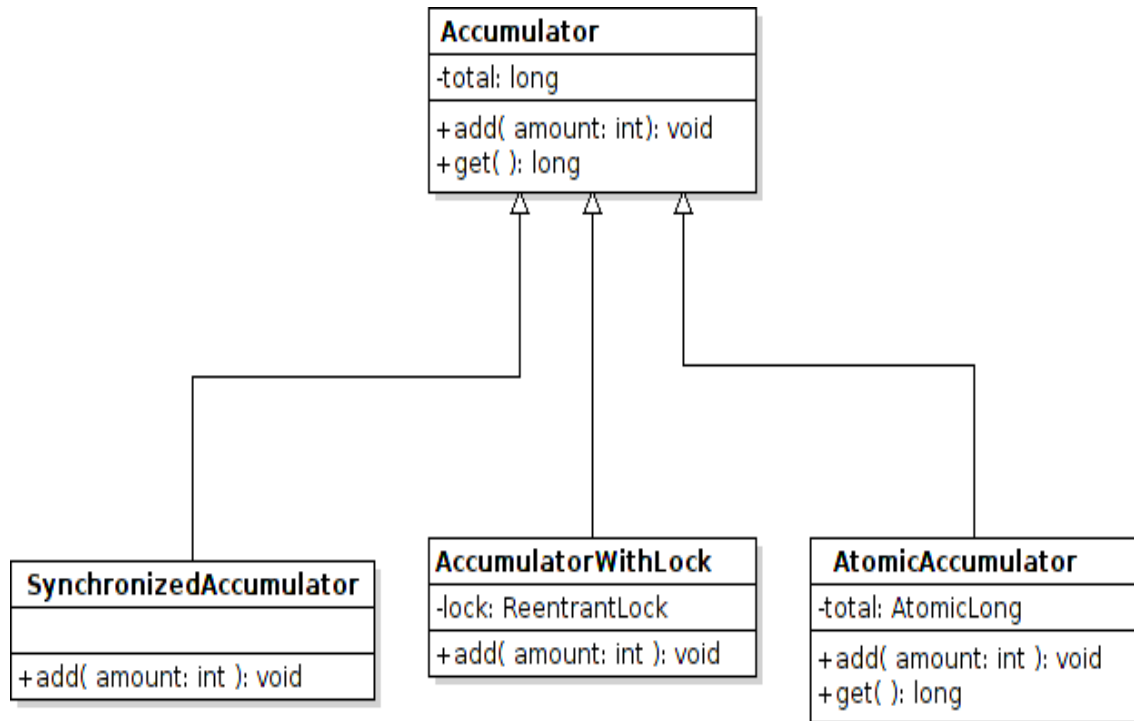 Accumulator
-total: long
+add( amount: int): void
+get( ): long
SynchronizedAccumulator
+add( amount: int ): void
AccumulatorWithLock
-lock: ReentrantLock
+add( amount: int ): void
AtomicAccumulator
-total: AtomicLong
+add( amount: int ): void
+get( ): long